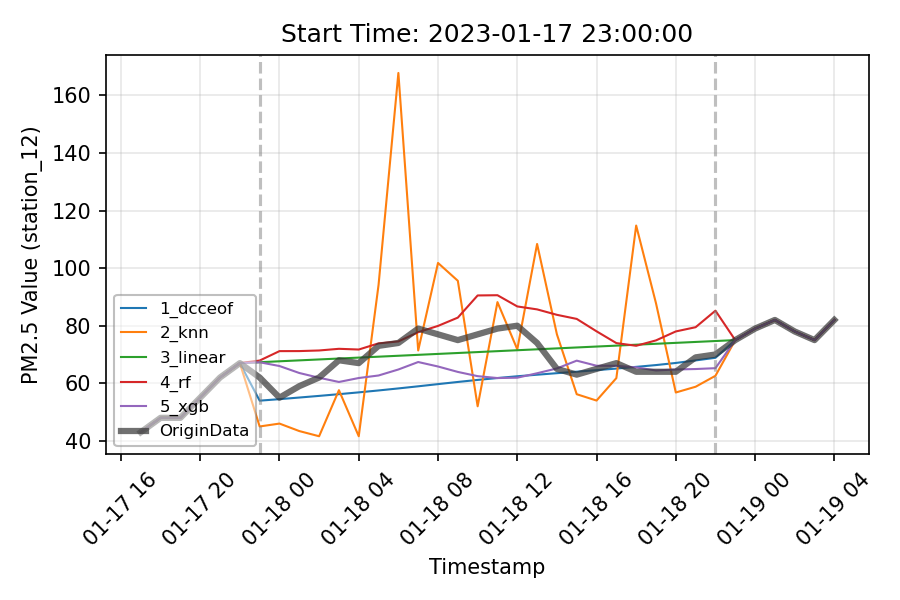 Start Time: 2023-01-17 23:00:00
PM2.5 Value (station_12)
160
140
120
100
80
60
40
1_dcceof
2_knn
3_linear
4_rf
5_xgb
OriginData
01-17 16
01-17 20
01-18 00
01-18 04
01-18 08
01-18 12
01-18 16
01-18 20
01-19 00
01-19 04
Timestamp